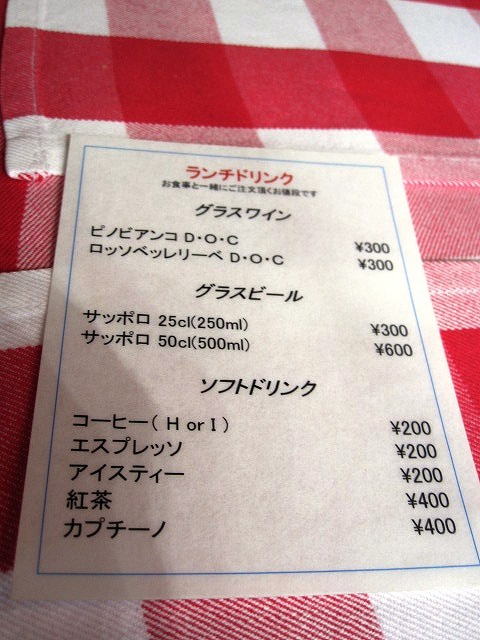 ランチドリンク
お食事と一緒にご注文頂くお値段です
グラスワイン
ピノビアンコ D・O・C ¥300
ロッソベッレリーベ D・O・C ¥300
グラスビール
サッポロ 25cl(250ml) ¥300
サッポロ 50cl(500ml) ¥600
ソフトドリンク
コーヒー( H or I ) ¥200
エスプレッソ ¥200
アイスティー ¥200
紅茶 ¥400
カプチーノ ¥400